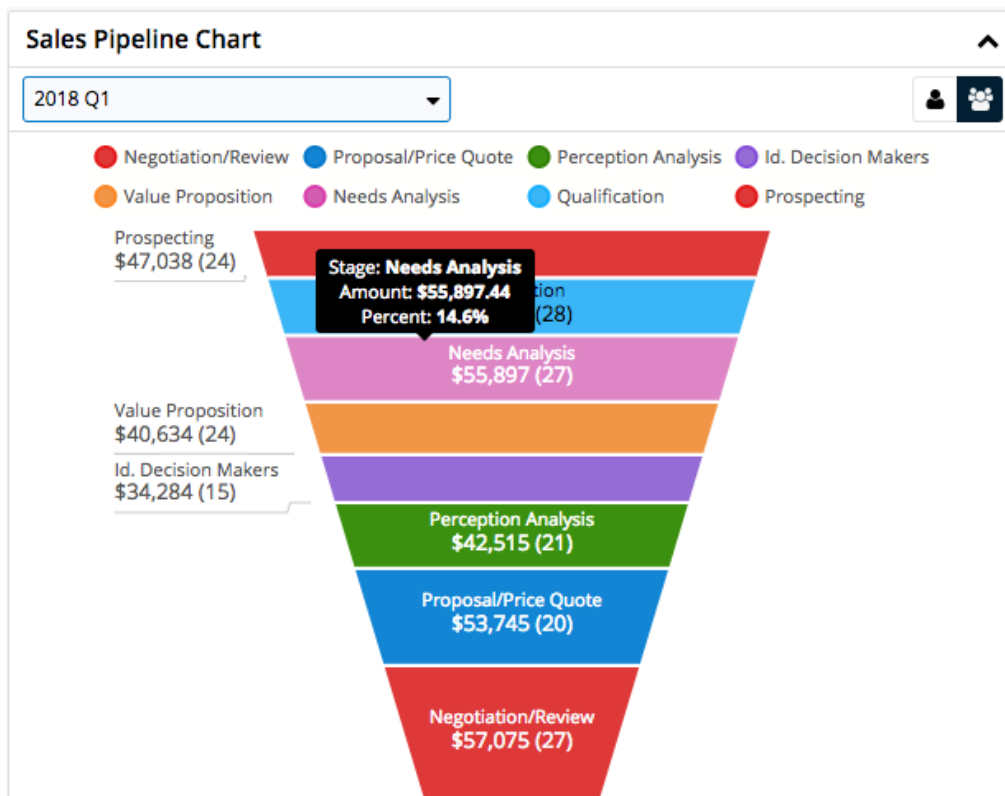 Sales Pipeline Chart
2018 Q1
Negotiation/Review Proposal/Price Quote Perception Analysis Id. Decision Makers
Value Proposition Needs Analysis Qualification Prospecting
Prospecting
$47,038 (24)
Stage: Needs Analysis
Amount: $55,897.44
Percent: 14.6%
(28)
Needs Analysis
$55,897 (27)
Value Proposition
$40,634 (24)
Id. Decision Makers
$34,284 (15)
Perception Analysis
$42,515 (21)
Proposal/Price Quote
$53,745 (20)
Negotiation/Review
$57,075 (27)